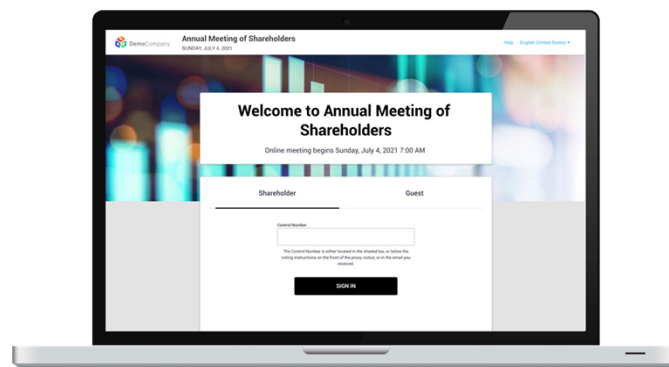 DemoCompany
Annual Meeting of Shareholders
SUNDAY, JULY 4, 2021
Help English (United States)
Welcome to Annual Meeting of
Shareholders
Online meeting begins Sunday, July 4, 2021 7:00 AM
Shareholder Guest
Control Number
The Control Number is either located in the shaded bar, or below the
voting instructions on the front of the proxy, notice, or in the email you
received.
SIGN IN